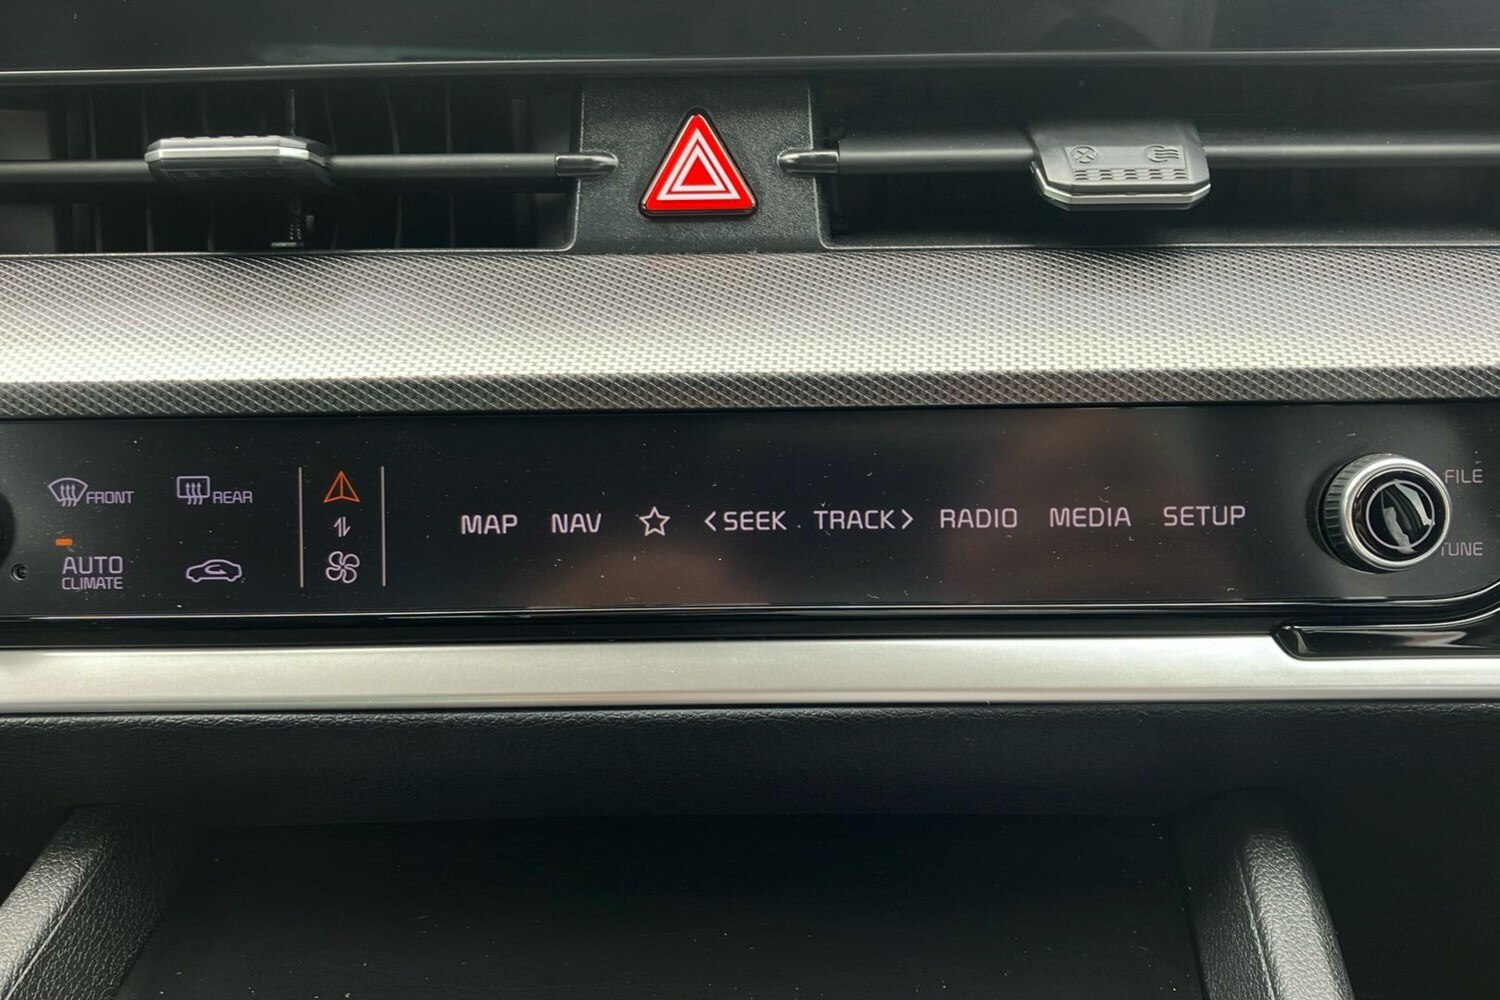 FRONT
REAR
AUTO
CLIMATE
MAP NAV <SEEK TRACK> RADIO MEDIA SETUP
FILE
TUNE